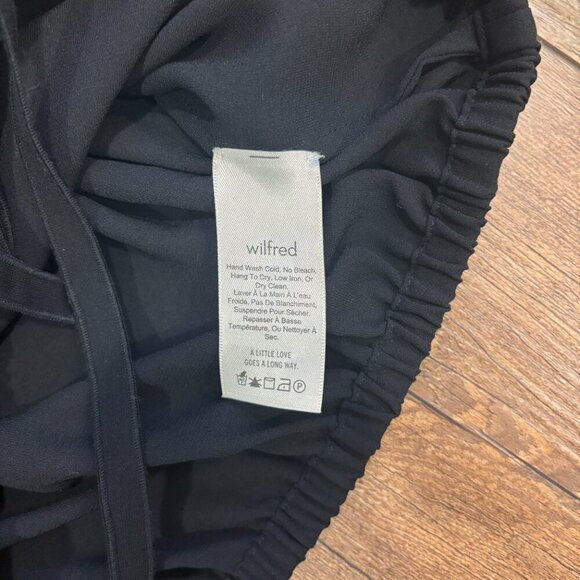 wilfred
Hand Wash Cold, No Bleach,
Hang To Dry, Low Iron, Or
Dry Clean.
Laver À La Main À L'eau
Froide, Pas De Blanchiment,
Suspendre Pour Sécher,
Repasser À Basse
Température, Ou Nettoyer À
Sec.
A LITTLE LOVE
GOES A LONG WAY.
P